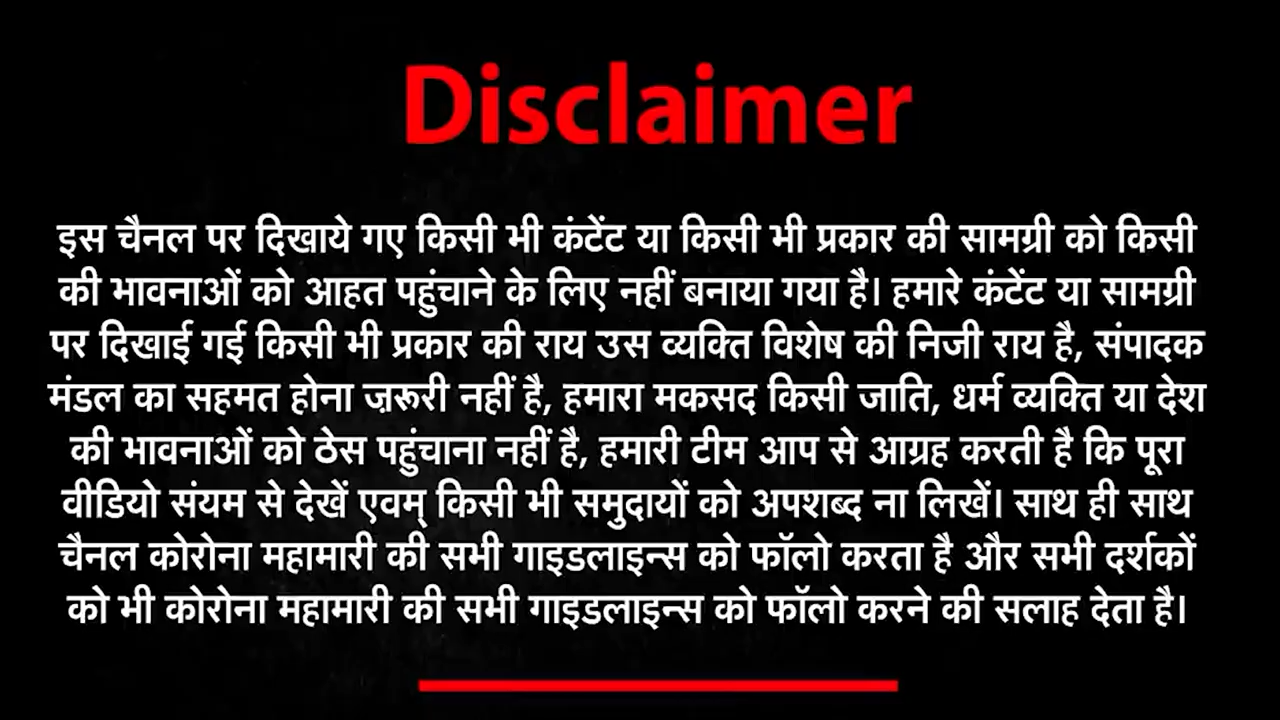 Disclaimer
इस चैनल पर दिखाये गए किसी भी कंटेंट या किसी भी प्रकार की सामग्री को किसी
की भावनाओं को आहत पहुंचाने के लिए नहीं बनाया गया है। हमारे कंटेंट या सामग्री
पर दिखाई गई किसी भी प्रकार की राय उस व्यक्ति विशेष की निजी राय है, संपादक
मंडल का सहमत होना ज़रूरी नहीं है, हमारा मकसद किसी जाति, धर्म व्यक्ति या देश
की भावनाओं को ठेस पहुंचाना नहीं है, हमारी टीम आप से आग्रह करती है कि पूरा
वीडियो संयम से देखें एवम् किसी भी समुदायों को अपशब्द ना लिखें। साथ ही साथ
चैनल कोरोना महामारी की सभी गाइडलाइन्स को फॉलो करता है और सभी दर्शकों
को भी कोरोना महामारी की सभी गाइडलाइन्स को फॉलो करने की सलाह देता है।